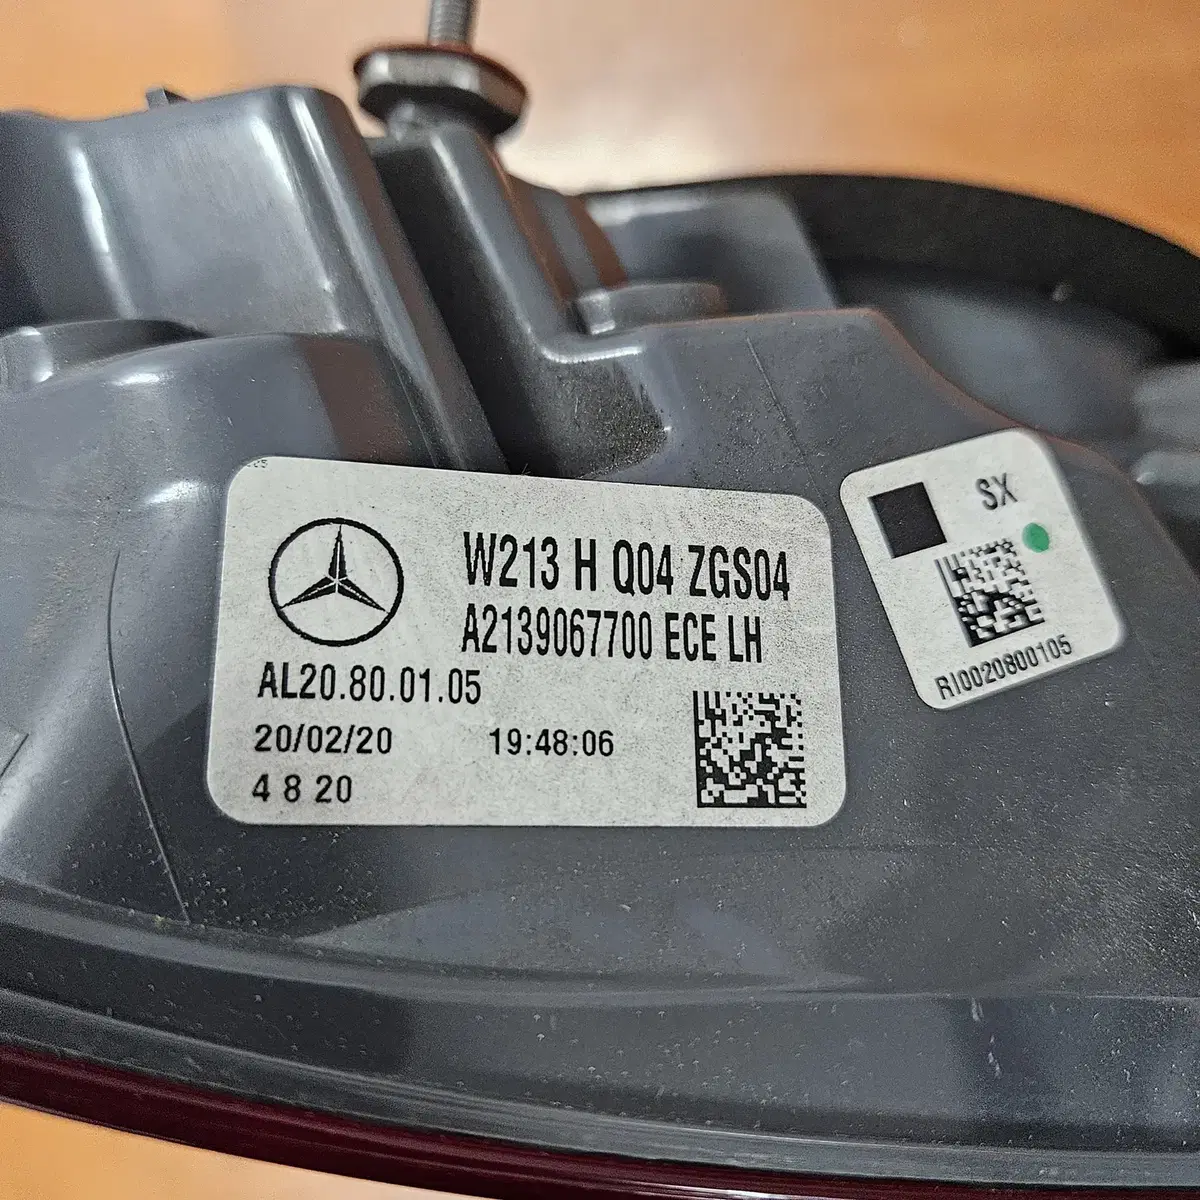 W213 H Q04 ZGS04
A2139067700 ECE LH
AL20.80.01.05
20/02/20 19:48:06
4 8 20
SX
RI0020800105